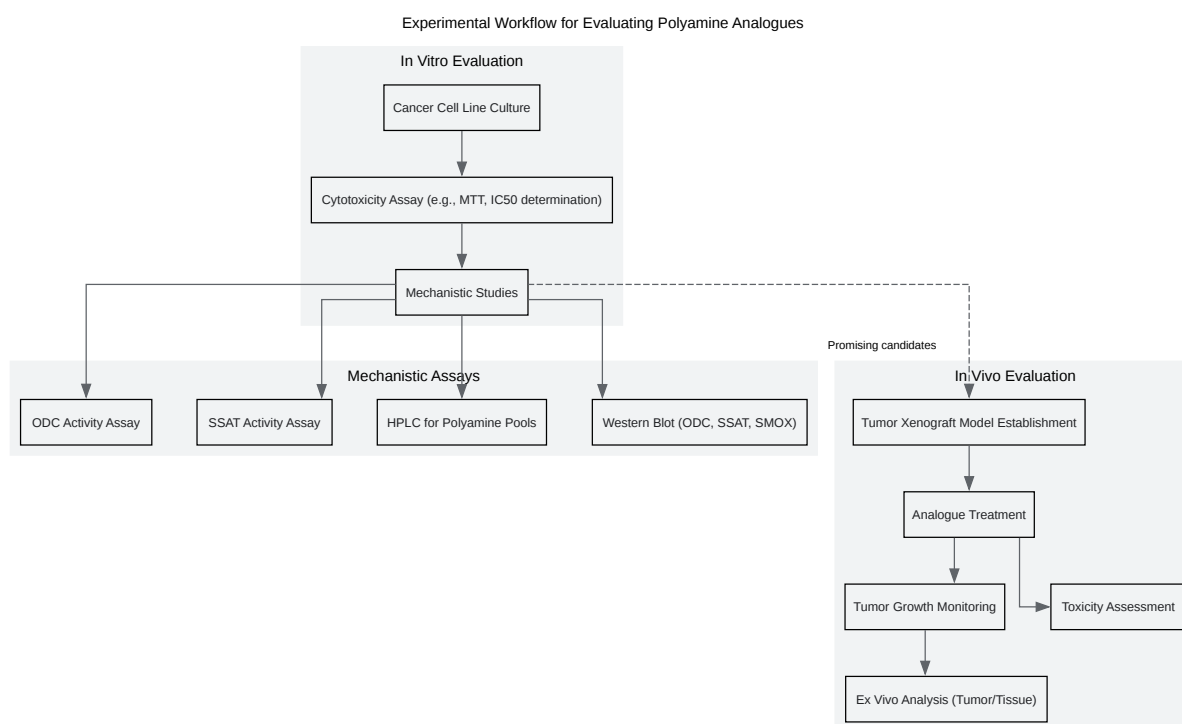 Experimental Workflow for Evaluating Polyamine Analogues
In Vitro Evaluation
Cancer Cell Line Culture
Cytotoxicity Assay (e.g., MTT, IC50 determination)
Mechanistic Studies
Promising candidates
Mechanistic Assays
ODC Activity Assay
SSAT Activity Assay
HPLC for Polyamine Pools
Western Blot (ODC, SSAT, SMOX)
In Vivo Evaluation
Tumor Xenograft Model Establishment
Analogue Treatment
Tumor Growth Monitoring
Toxicity Assessment
Ex Vivo Analysis (Tumor/Tissue)